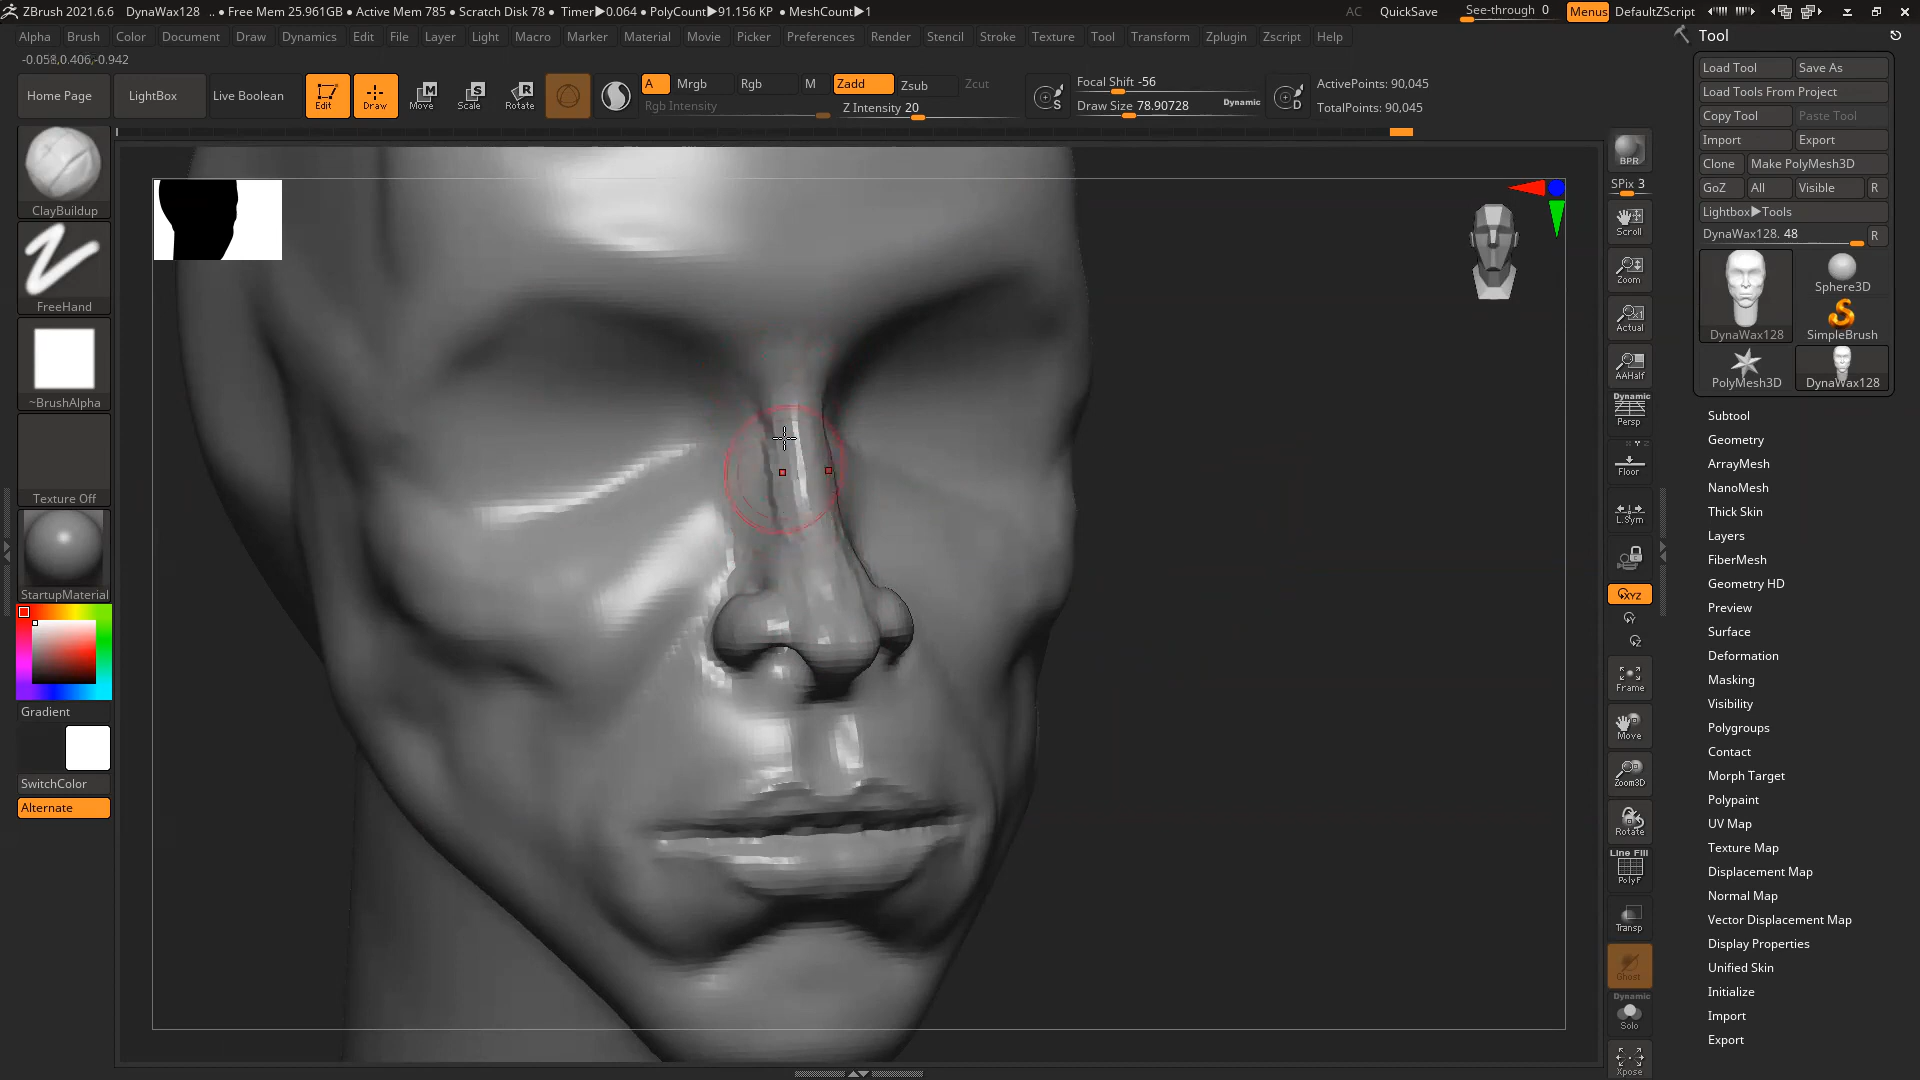 ZBrush 2021.6.6 DynaWax128 .. • Free Mem 25.961GB • Active Mem 785 • Scratch Disk 78 • Timer▶0.064 • PolyCount▶91.156 KP • MeshCount▶1 AC QuickSave See-through 0 Menus DefaultZScript
Alpha Brush Color Document Draw Dynamics Edit File Layer Light Macro Marker Material Movie Picker Preferences Render Stencil Stroke Texture Tool Transform Zplugin Zscript Help
-0.058,0.406,-0.942
Home Page LightBox Live Boolean Edit Draw Move Scale Rotate
A Mrgb Rgb M Zadd Zsub Zcut
Rgb Intensity Z Intensity 20
Focal Shift -56
Draw Size 78.90728 Dynamic
ActivePoints: 90,045
TotalPoints: 90,045
ClayBuildup
FreeHand
~BrushAlpha
Texture Off
StartupMaterial
Gradient
SwitchColor
Alternate
BPR
SPix 3
Scroll
Zoom
Actual
AAHalf
Dynamic
Persp
Floor
L.Sym
XYZ
Y
Z
Frame
Move
Zoom3D
Rotate
Line Fill
PolyF
Transp
Ghost
Dynamic
Solo
Xpose
Tool
Load Tool Save As
Load Tools From Project
Copy Tool Paste Tool
Import Export
Clone Make PolyMesh3D
GoZ All Visible R
Lightbox▶Tools
DynaWax128. 48 R
DynaWax128 Sphere3D
SimpleBrush
PolyMesh3D DynaWax128
Subtool
Geometry
ArrayMesh
NanoMesh
Thick Skin
Layers
FiberMesh
Geometry HD
Preview
Surface
Deformation
Masking
Visibility
Polygroups
Contact
Morph Target
Polypaint
UV Map
Texture Map
Displacement Map
Normal Map
Vector Displacement Map
Display Properties
Unified Skin
Initialize
Import
Export